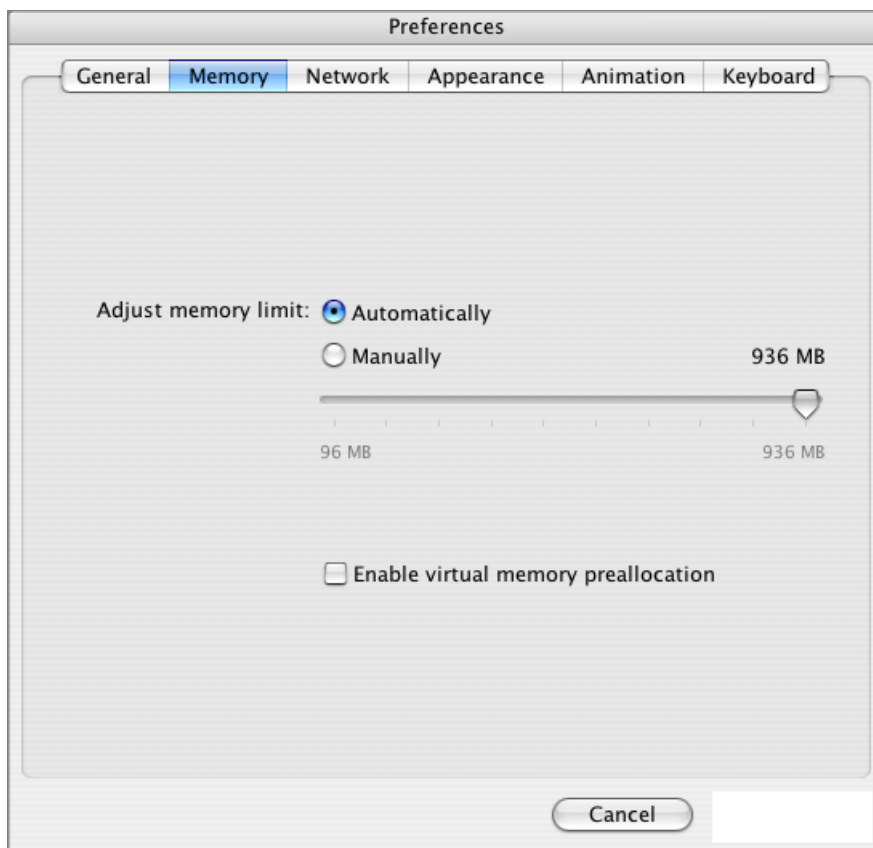 Preferences
General Memory Network Appearance Animation Keyboard
Adjust memory limit: Automatically
Manually 936 MB
96 MB 936 MB
Enable virtual memory preallocation
Cancel